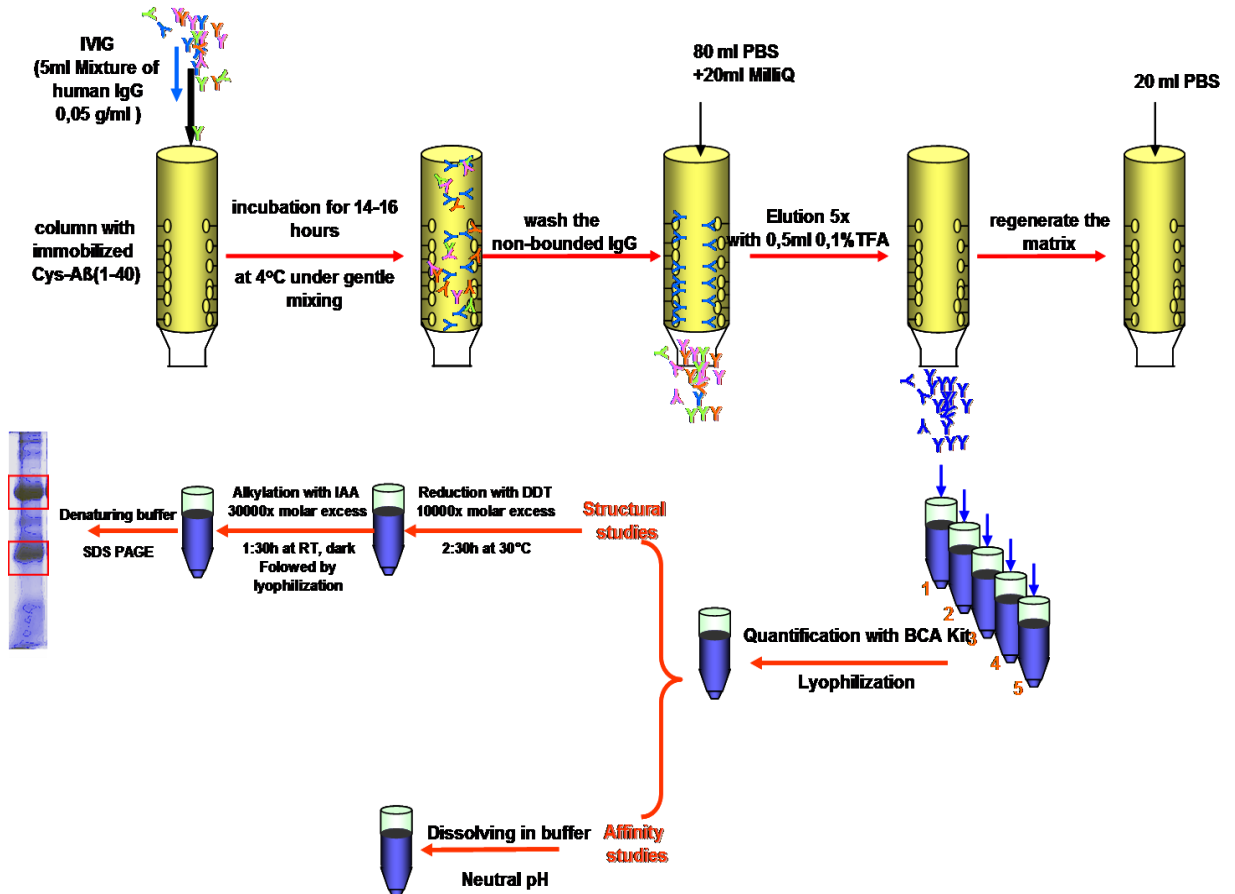 IVIG
(5ml Mixture of
human IgG
0,05 g/ml )
80 ml PBS
+20ml MilliQ
20 ml PBS
column with
immobilized
Cys-Aß(1-40)
incubation for 14-16
hours
at 4ºC under gentle
mixing
wash the
non-bounded IgG
Elution 5x
with 0,5ml 0,1%TFA
regenerate the
matrix
Denaturing buffer
SDS PAGE
Alkylation with IAA
30000x molar excess
1:30h at RT, dark
Folowed by
lyophilization
Reduction with DDT
10000x molar excess
2:30h at 30°C
Structural
studies
1
2
3
4
5
Quantification with BCA Kit
Lyophilization
Dissolving in buffer
Neutral pH
Affinity
studies